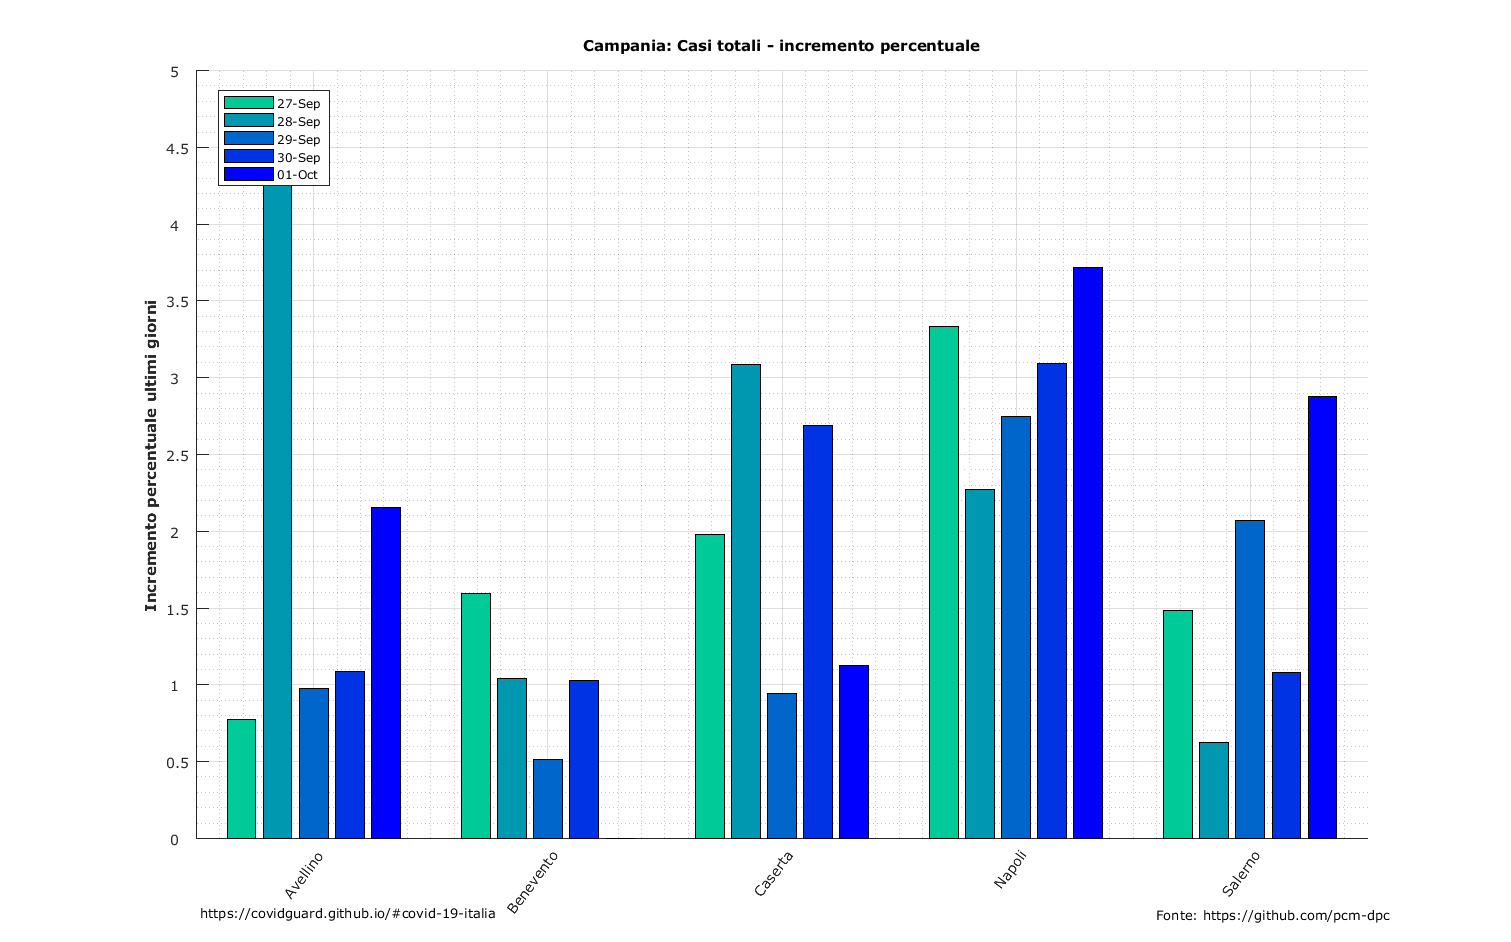 Campania: Casi totali - incremento percentuale
5
4.5
4
3.5
3
2.5
2
1.5
1
0.5
0
Incremento percentuale ultimi giorni
27-Sep
28-Sep
29-Sep
30-Sep
01-Oct
Avellino
Benevento
Caserta
Napoli
Salerno
https://covidguard.github.io/#covid-19-italia
Fonte: https://github.com/pcm-dpc